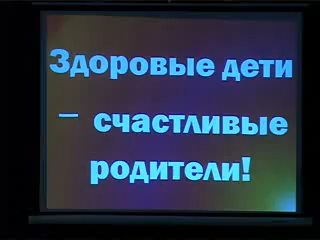 Здоровые дети
– счастливые
родители!